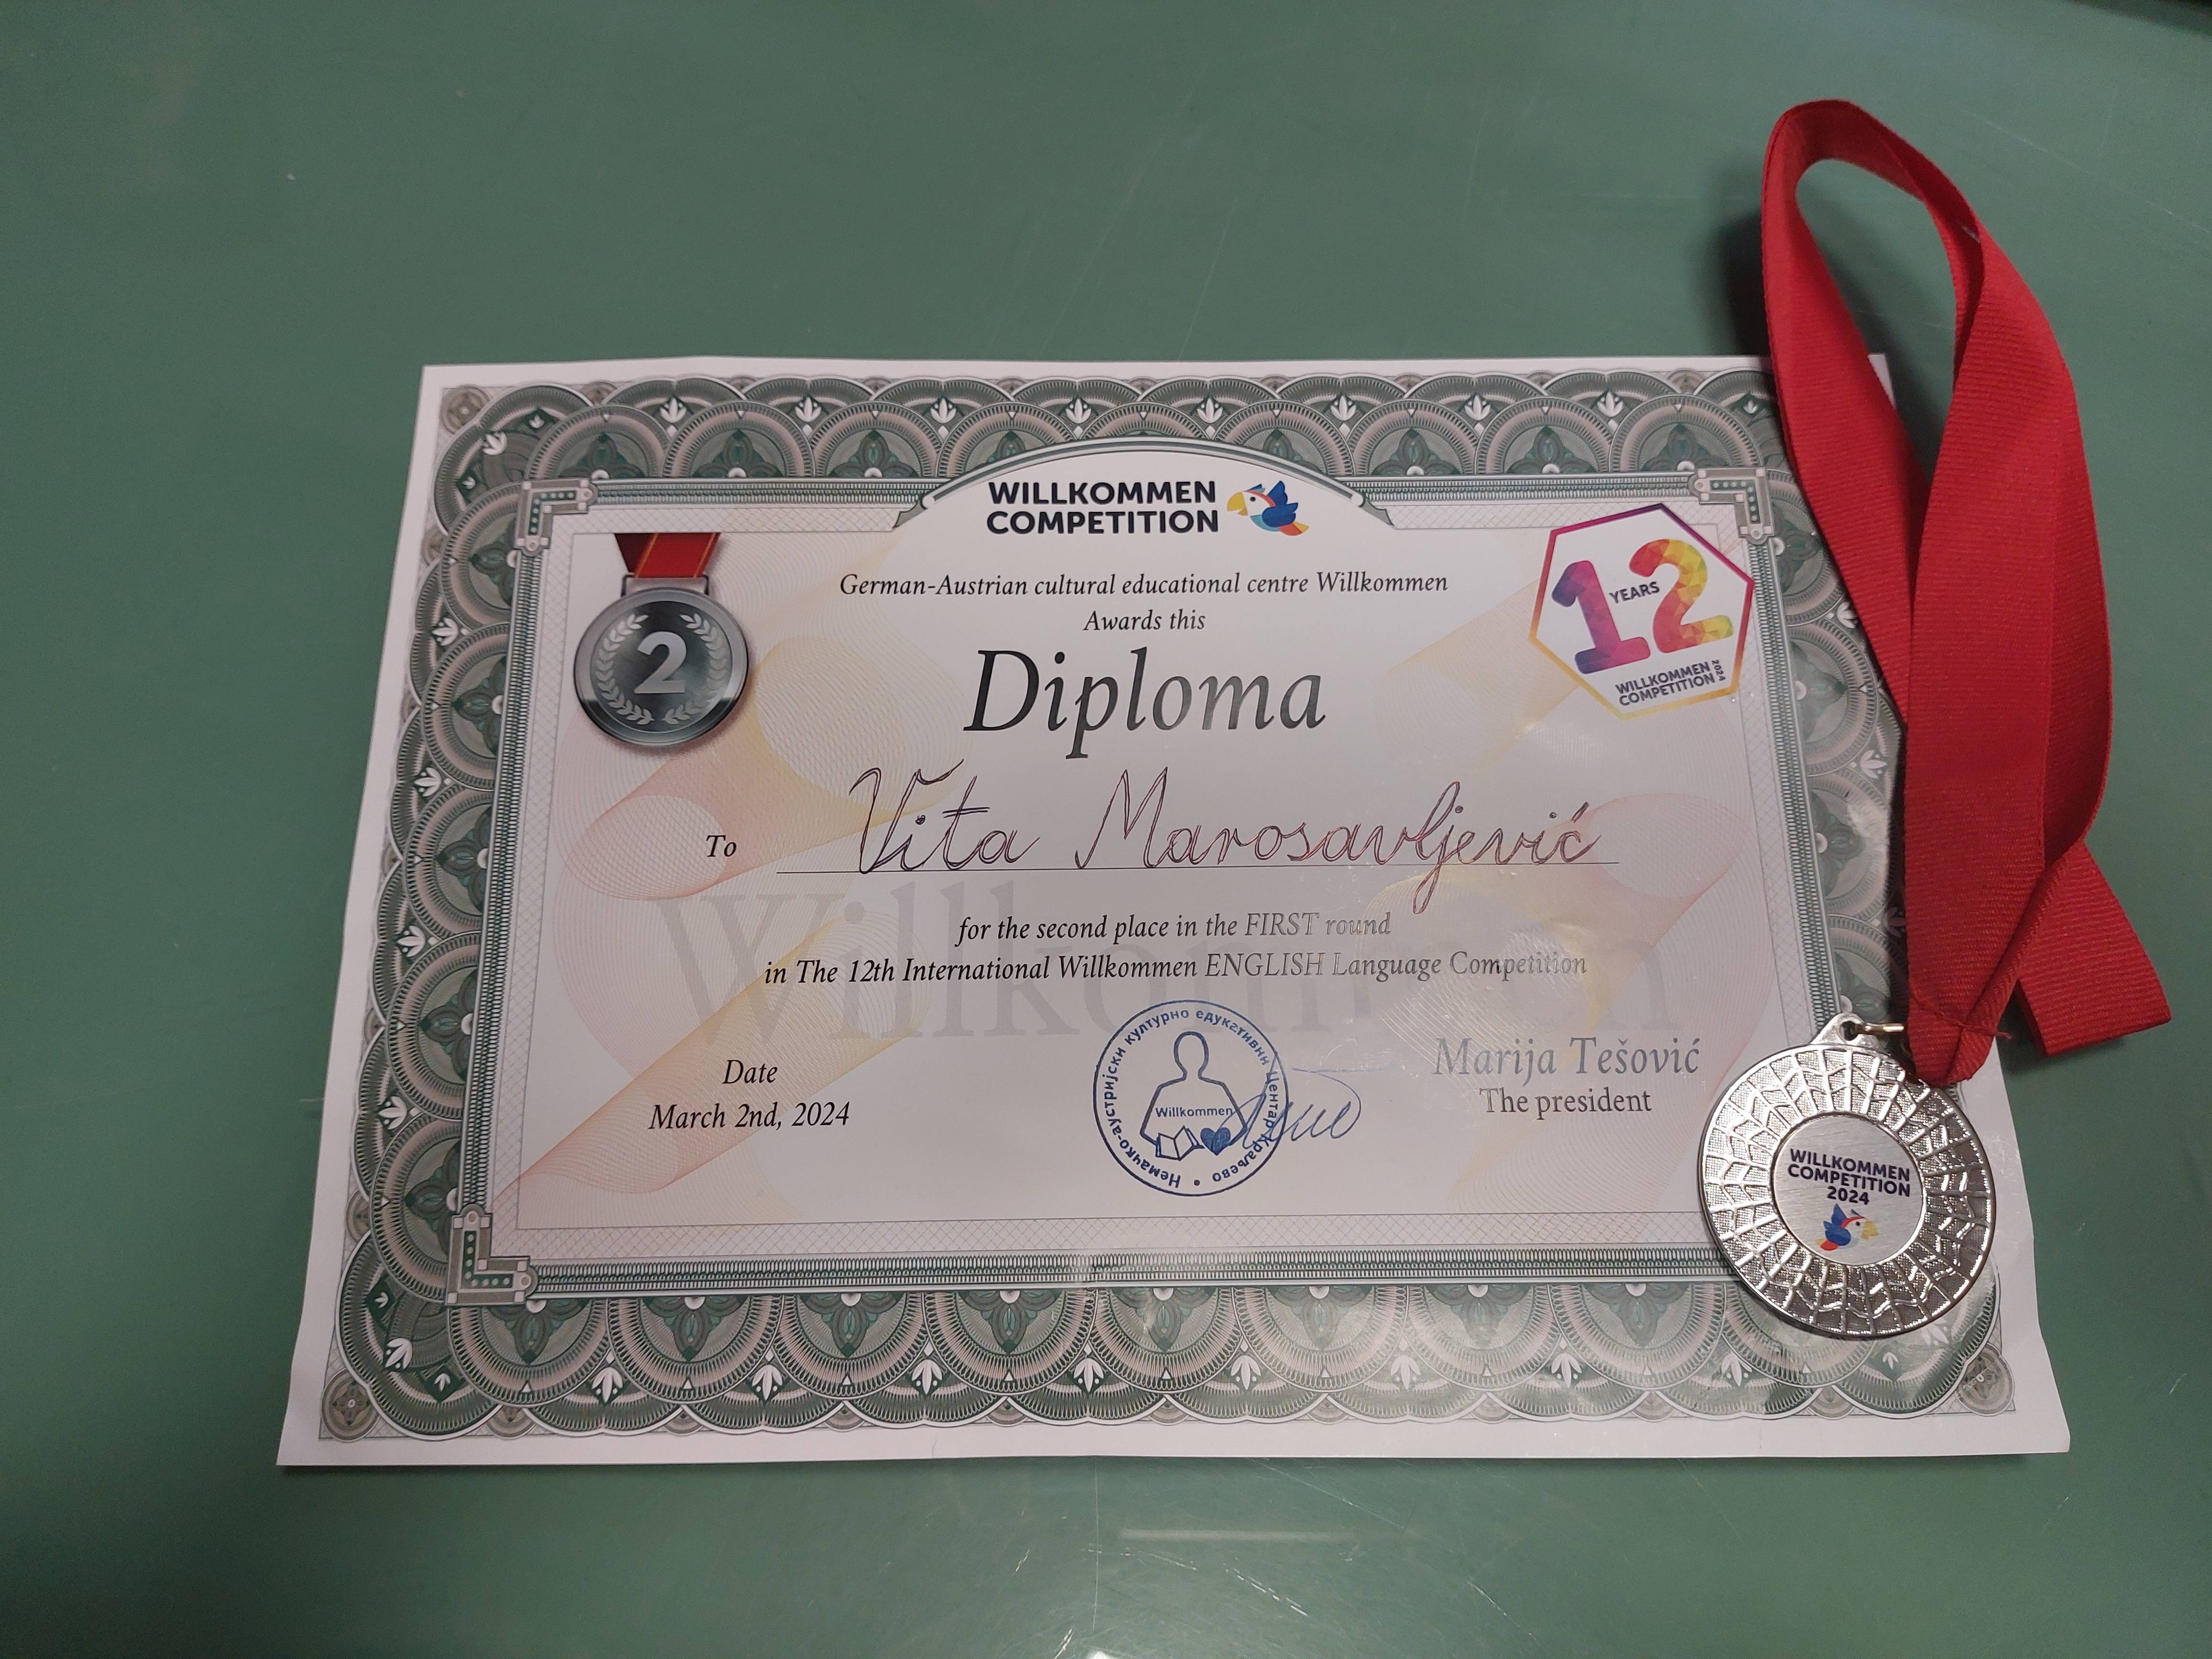 WILLKOMMEN
COMPETITION
German-Austrian cultural educational centre Willkommen
Awards this
Diploma
2
12
YEARS
WILLKOMMEN
COMPETITION 2024
To Vita Marosavljević
Willkommen
for the second place in the FIRST round
in The 12th International Willkommen ENGLISH Language Competition
Date
March 2nd, 2024
Немачко-аустријски културно едукативни Центар Краљево
Willkommen
Marija Tešović
The president
WILLKOMMEN
COMPETITION
2024